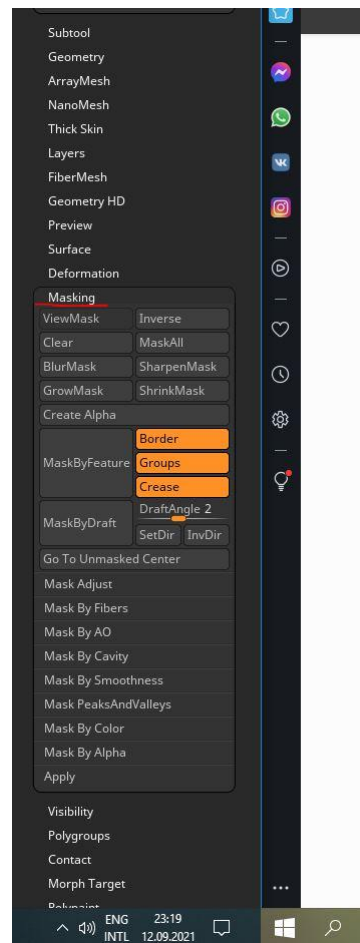 Subtool
Geometry
ArrayMesh
NanoMesh
Thick Skin
Layers
FiberMesh
Geometry HD
Preview
Surface
Deformation
Masking
ViewMask Inverse
Clear MaskAll
BlurMask SharpenMask
GrowMask ShrinkMask
Create Alpha
MaskByFeature
Border
Groups
Crease
MaskByDraft
DraftAngle 2
SetDir InvDir
Go To Unmasked Center
Mask Adjust
Mask By Fibers
Mask By AO
Mask By Cavity
Mask By Smoothness
Mask PeaksAndValleys
Mask By Color
Mask By Alpha
Apply
Visibility
Polygroups
Contact
Morph Target
Polypaint
ENG 23:19
INTL 12.09.2021